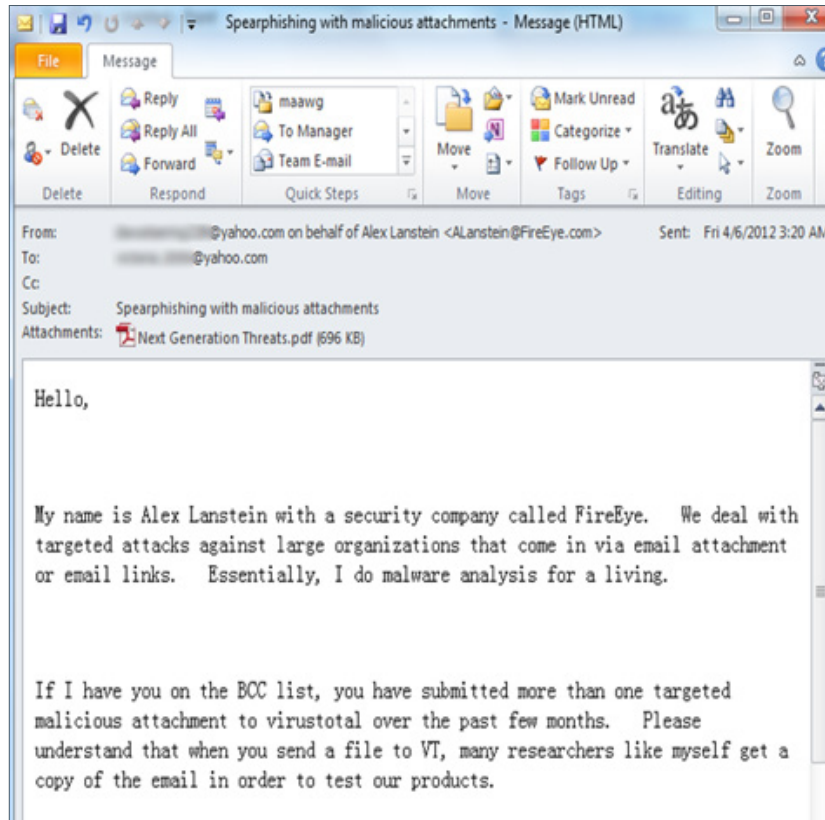 Spearphishing with malicious attachments - Message (HTML)
File Message
Delete
Reply
Reply All
Forward
maawg
To Manager
Team E-mail
Move
Mark Unread
Categorize
Follow Up
Translate
Zoom
Delete Respond Quick Steps Move Tags Editing Zoom
From: @yahoo.com on behalf of Alex Lanstein <ALanstein@FireEye.com> Sent: Fri 4/6/2012 3:20 AM
To: @yahoo.com
Cc:
Subject: Spearphishing with malicious attachments
Attachments: Next Generation Threats.pdf (696 KB)
Hello,
My name is Alex Lanstein with a security company called FireEye. We deal with
targeted attacks against large organizations that come in via email attachment
or email links. Essentially, I do malware analysis for a living.
If I have you on the BCC list, you have submitted more than one targeted
malicious attachment to virustotal over the past few months. Please
understand that when you send a file to VT, many researchers like myself get a
copy of the email in order to test our products.